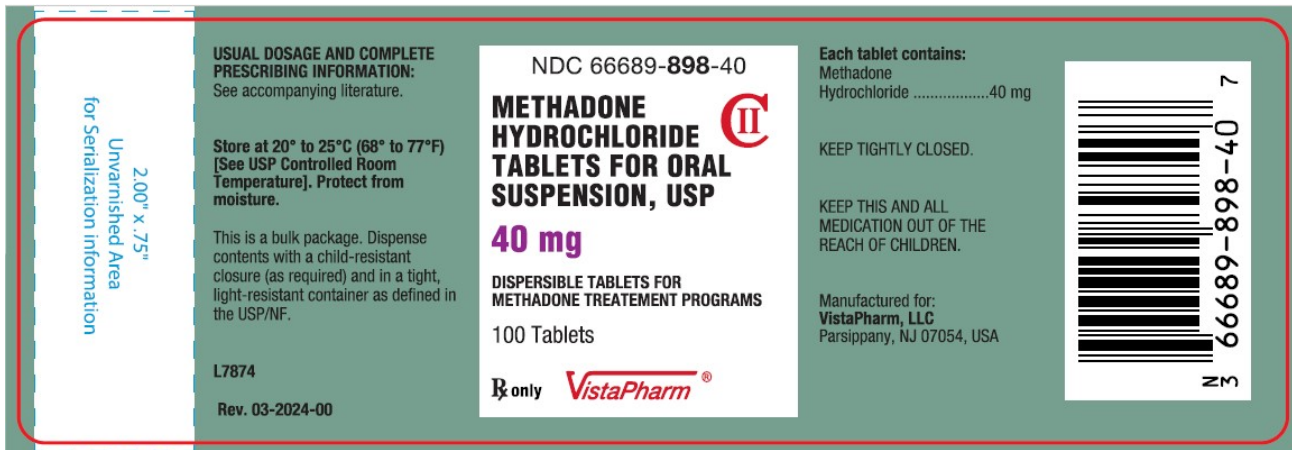 2.00" x .75"
Unvarnished Area
for Serialization information
USUAL DOSAGE AND COMPLETE
PRESCRIBING INFORMATION:
See accompanying literature.
Store at 20° to 25°C (68° to 77°F)
[See USP Controlled Room
Temperature]. Protect from
moisture.
This is a bulk package. Dispense
contents with a child-resistant
closure (as required) and in a tight,
light-resistant container as defined in
the USP/NF.
L7874
Rev. 03-2024-00
NDC 66689-898-40
METHADONE
HYDROCHLORIDE
TABLETS FOR ORAL
SUSPENSION, USP
CII
40 mg
DISPERSIBLE TABLETS FOR
METHADONE TREATEMENT PROGRAMS
100 Tablets
℞ only
VistaPharm®
Each tablet contains:
Methadone
Hydrochloride ..................40 mg
KEEP TIGHTLY CLOSED.
KEEP THIS AND ALL
MEDICATION OUT OF THE
REACH OF CHILDREN.
Manufactured for:
VistaPharm, LLC
Parsippany, NJ 07054, USA
N
3 66689-898-40 7